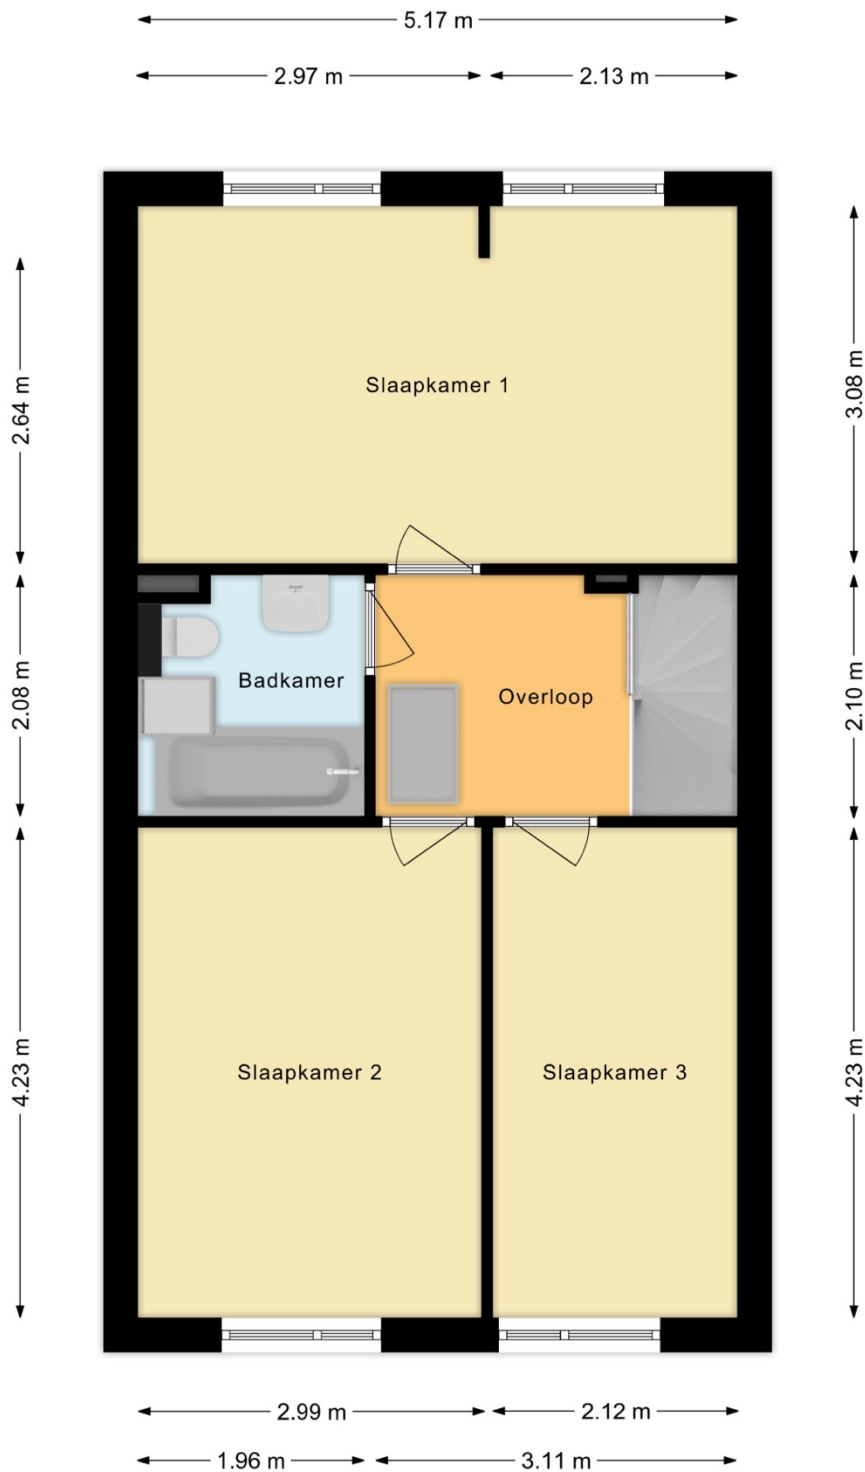 5.17 m
2.97 m
2.13 m
2.64 m
3.08 m
Slaapkamer 1
2.08 m
Badkamer
Overloop
2.10 m
4.23 m
Slaapkamer 2
Slaapkamer 3
4.23 m
2.99 m
2.12 m
1.96 m
3.11 m